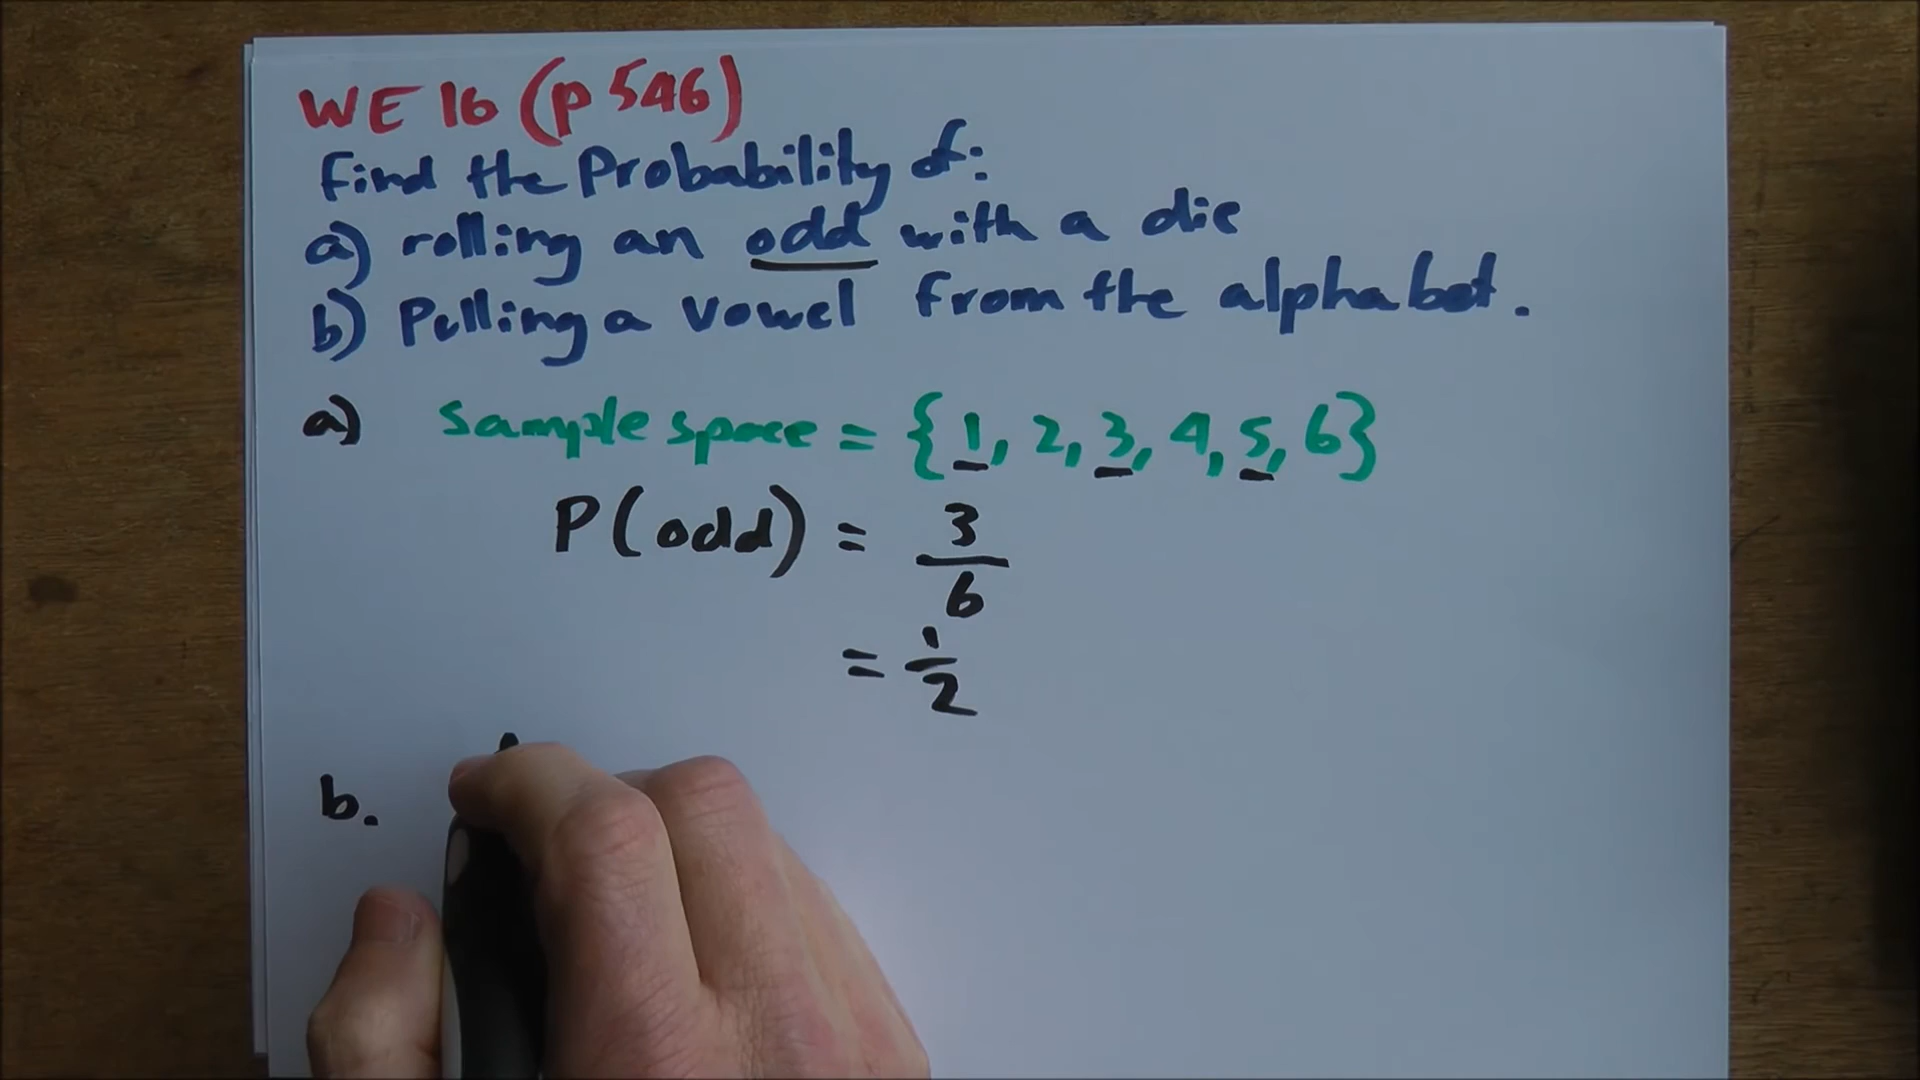 WE 16 (p 546)
Find the Probability of:
a) rolling an odd with a die
b) Pulling a Vowel from the alphabet.
a) Sample space = {1, 2, 3, 4, 5, 6}
P(odd) = 3/6
= 1/2
b.